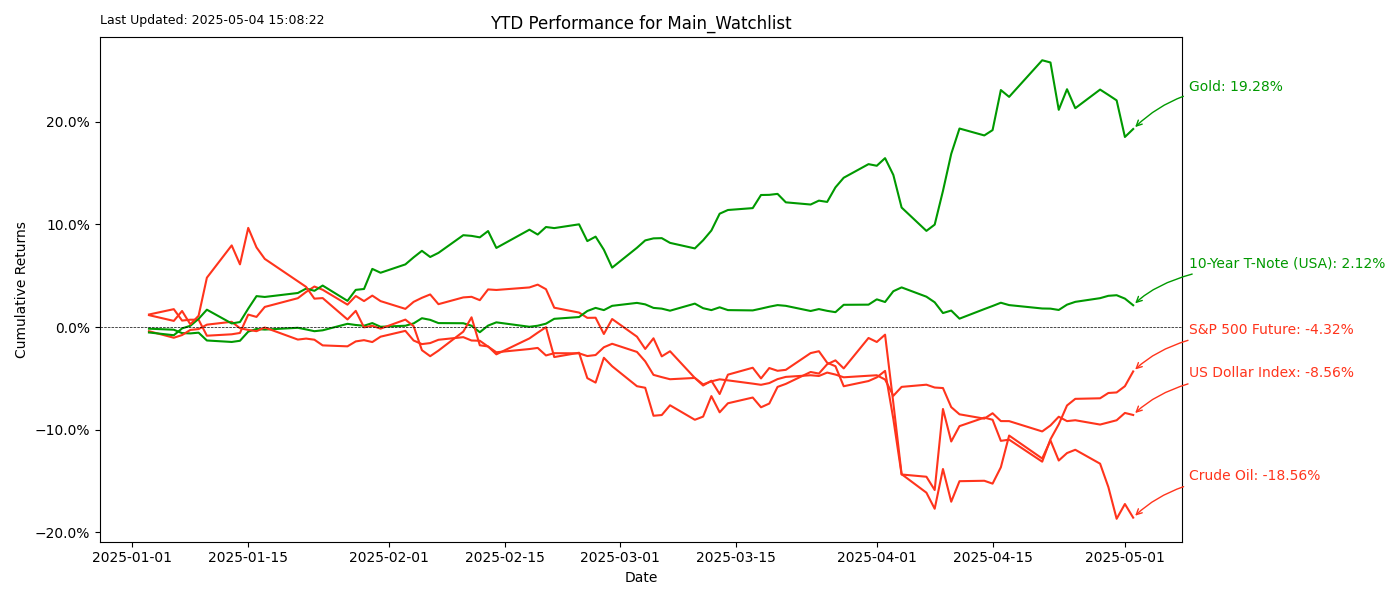 Last Updated: 2025-05-04 15:08:22
YTD Performance for Main_Watchlist
Cumulative Returns
20.0%
10.0%
0.0%
−10.0%
−20.0%
Gold: 19.28%
10-Year T-Note (USA): 2.12%
S&P 500 Future: -4.32%
US Dollar Index: -8.56%
Crude Oil: -18.56%
2025-01-01
2025-01-15
2025-02-01
2025-02-15
2025-03-01
2025-03-15
2025-04-01
2025-04-15
2025-05-01
Date